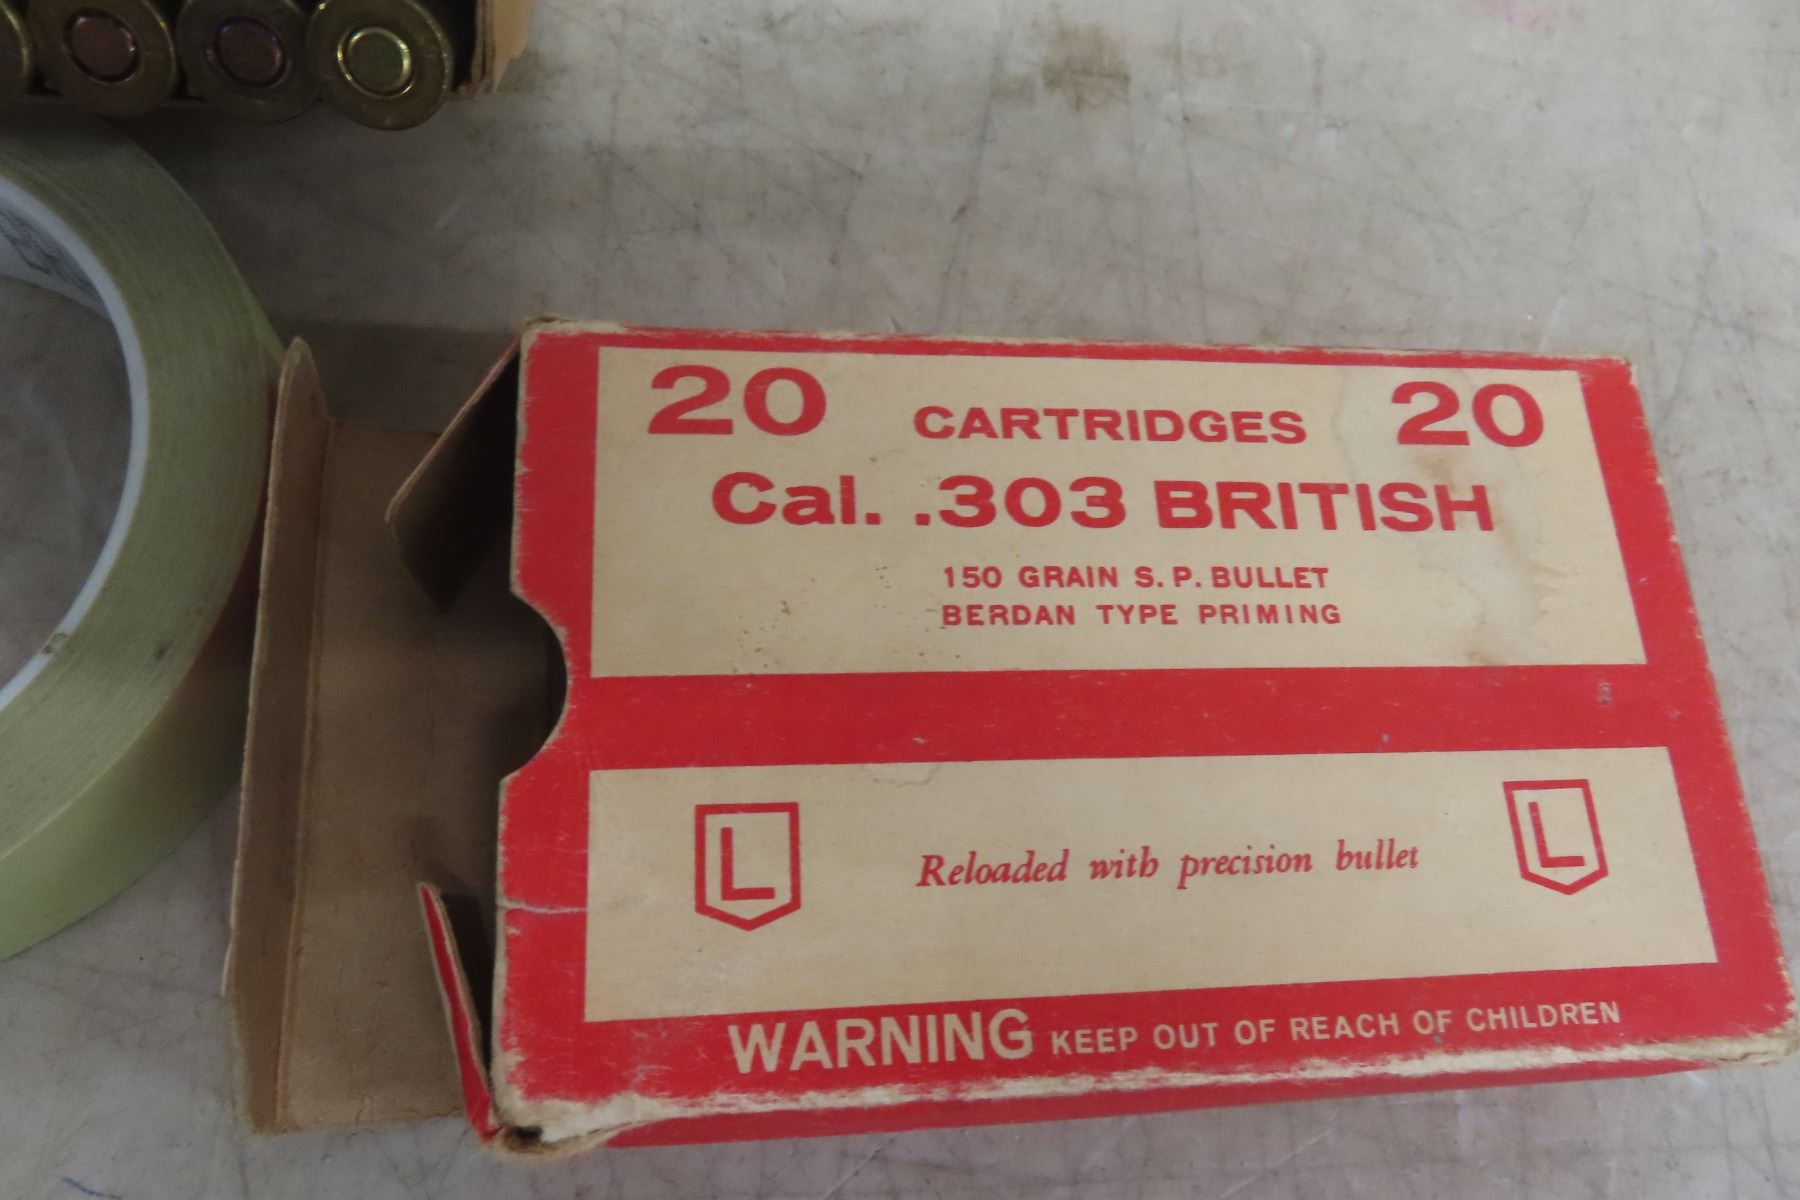 20 CARTRIDGES 20
Cal. .303 BRITISH
150 GRAIN S. P. BULLET
BERDAN TYPE PRIMING
L Reloaded with precision bullet L
WARNING KEEP OUT OF REACH OF CHILDREN